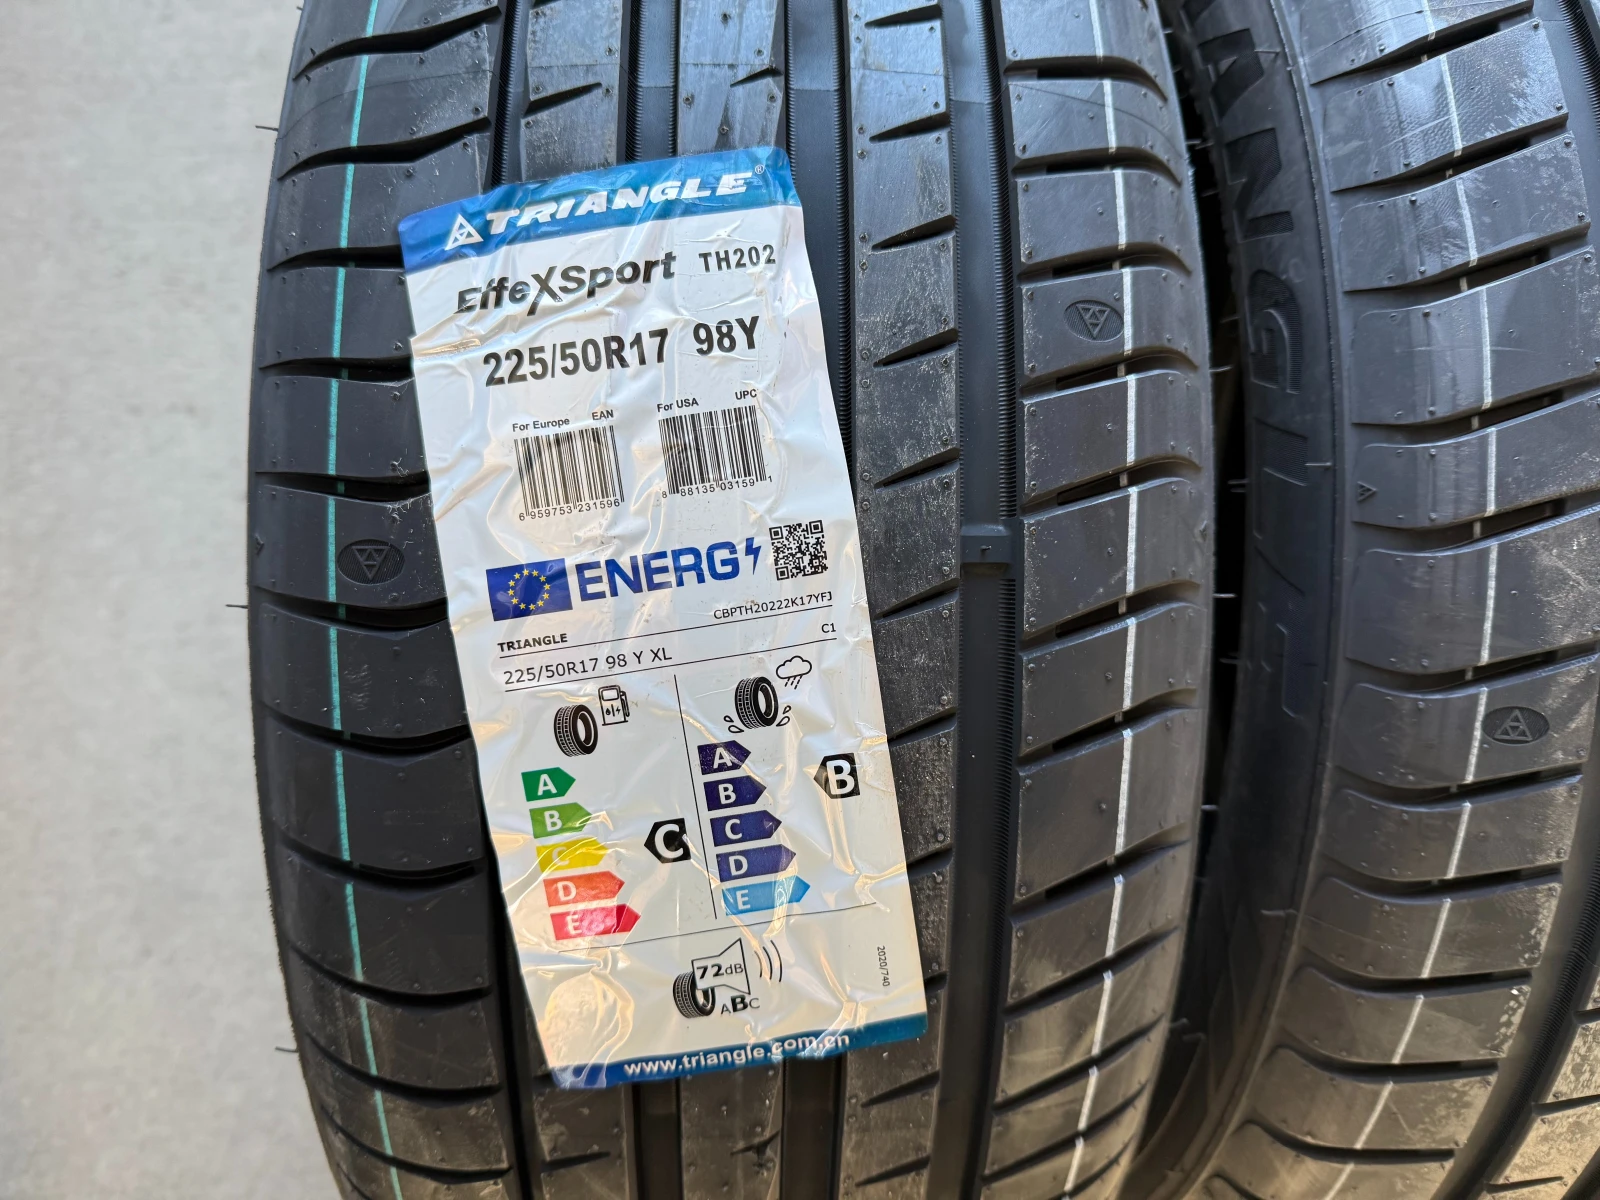 TRIANGLE®
EffeXSport TH202
225/50R17 98Y
For Europe EAN
For USA UPC
6 959753 231596
8 88135 03159 1
ENERG
CBPTH20222K17YFJ
TRIANGLE C1
225/50R17 98 Y XL
A
B
C
D
E
C
A
B
C
D
E
B
72dB
ABC
2020/740
www.triangle.com.cn